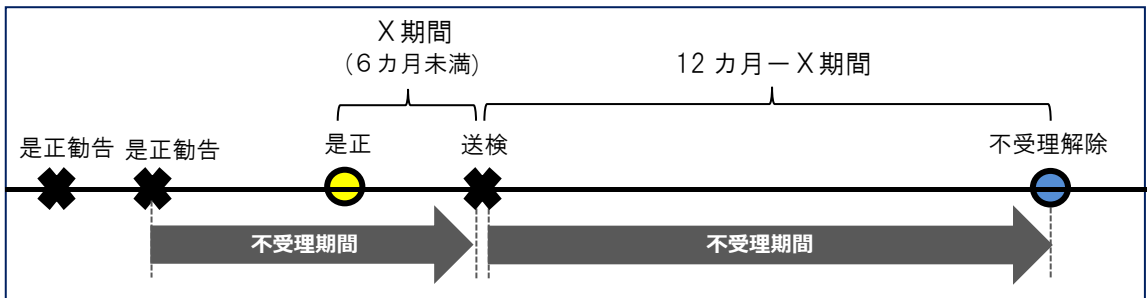 X期間
(6カ月未満)
12カ月－X期間
是正勧告
是正勧告
是正
送検
不受理解除
不受理期間
不受理期間